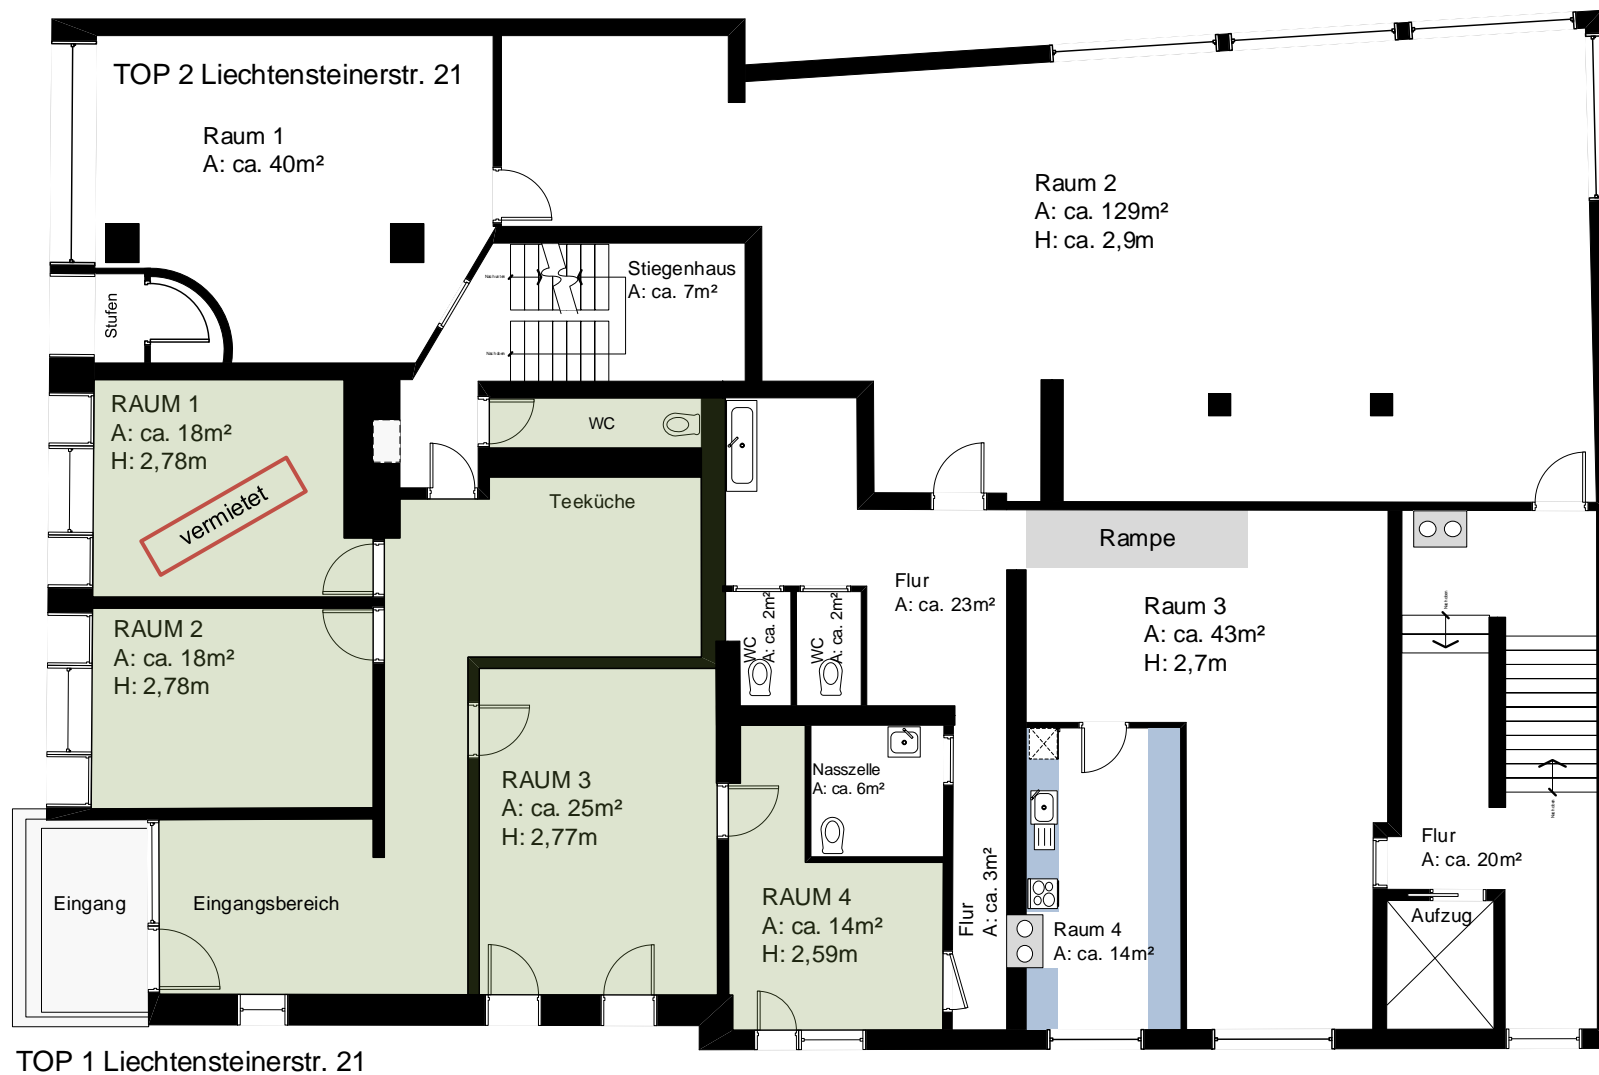 TOP 2 Liechtensteinerstr. 21
Raum 1
A: ca. 40m²
Raum 2
A: ca. 129m²
H: ca. 2,9m
Stiegenhaus
A: ca. 7m²
Stufen
RAUM 1
A: ca. 18m²
H: 2,78m
vermietet
WC
Teeküche
Rampe
Flur
A: ca. 23m²
WC
A: ca. 2m²
WC
A: ca. 2m²
Raum 3
A: ca. 43m²
H: 2,7m
RAUM 2
A: ca. 18m²
H: 2,78m
RAUM 3
A: ca. 25m²
H: 2,77m
Nasszelle
A: ca. 6m²
Flur
A: ca. 20m²
Eingang
Eingangsbereich
RAUM 4
A: ca. 14m²
H: 2,59m
Flur
A: ca. 3m²
Raum 4
A: ca. 14m²
Aufzug
TOP 1 Liechtensteinerstr. 21